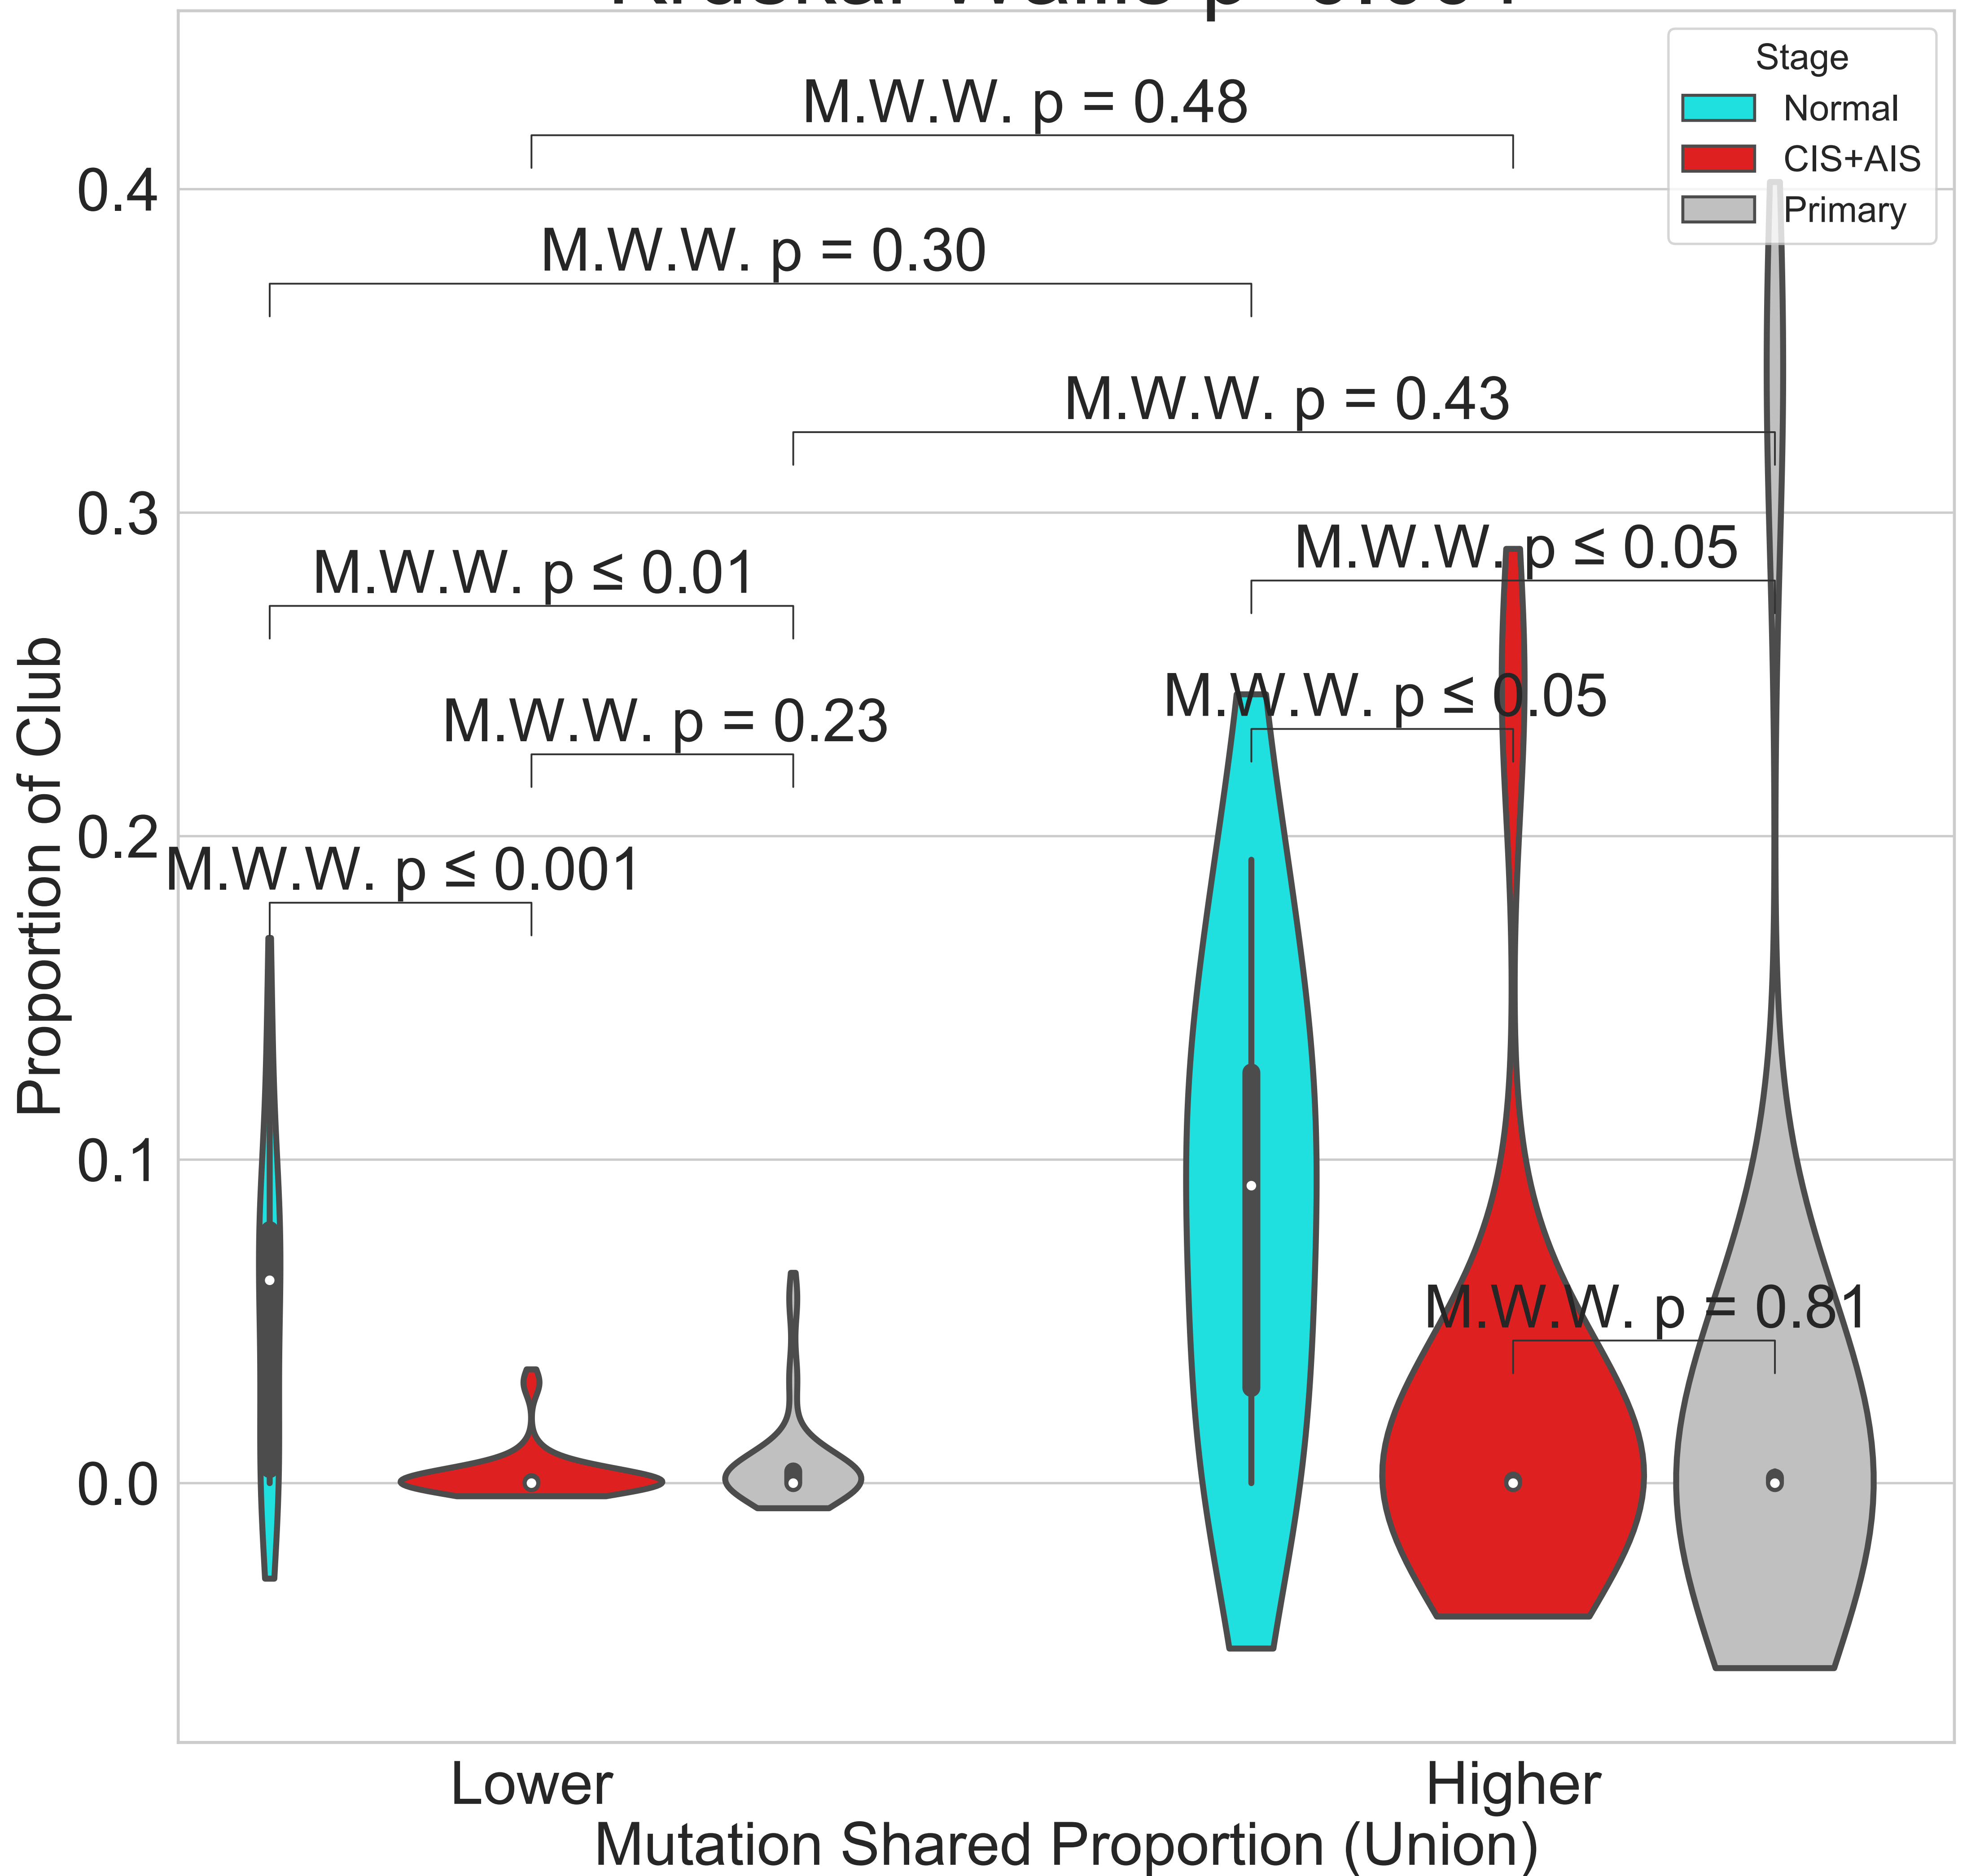 Stage
Normal
CIS+AIS
Primary
M.W.W. p = 0.48
M.W.W. p = 0.30
M.W.W. p = 0.43
M.W.W. p ≤ 0.05
M.W.W. p ≤ 0.01
M.W.W. p ≤ 0.05
M.W.W. p = 0.23
M.W.W. p ≤ 0.001
M.W.W. p = 0.81
Proportion of Club
0.4
0.3
0.2
0.1
0.0
Lower
Higher
Mutation Shared Proportion (Union)